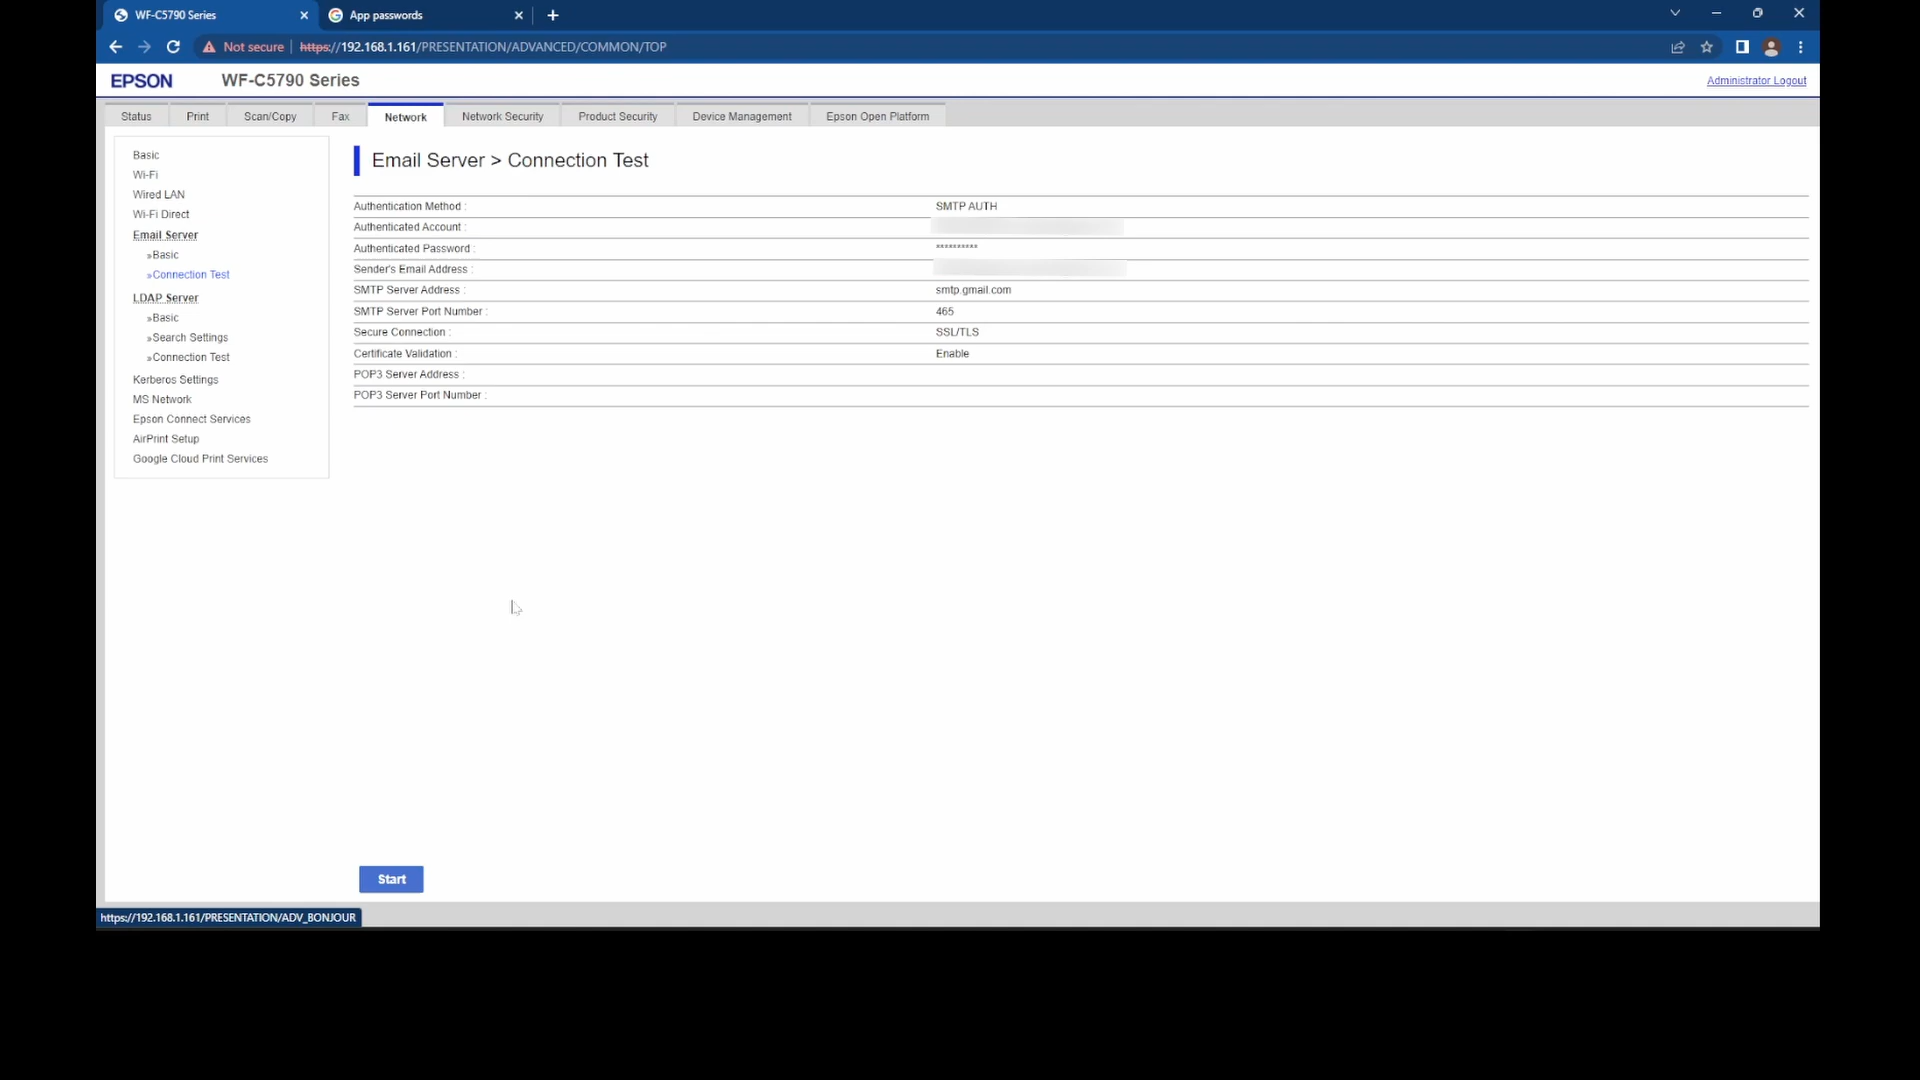 WF-C5790 Series
App passwords
Not secure
https://192.168.1.161/PRESENTATION/ADVANCED/COMMON/TOP
EPSON
WF-C5790 Series
Administrator Logout
Status
Print
Scan/Copy
Fax
Network
Network Security
Product Security
Device Management
Epson Open Platform
Basic
Wi-Fi
Wired LAN
Wi-Fi Direct
Email Server
»Basic
»Connection Test
LDAP Server
»Basic
»Search Settings
»Connection Test
Kerberos Settings
MS Network
Epson Connect Services
AirPrint Setup
Google Cloud Print Services
Email Server > Connection Test
Authentication Method : SMTP AUTH
Authenticated Account :
Authenticated Password : **********
Sender's Email Address :
SMTP Server Address : smtp.gmail.com
SMTP Server Port Number : 465
Secure Connection : SSL/TLS
Certificate Validation : Enable
POP3 Server Address :
POP3 Server Port Number :
Start
https://192.168.1.161/PRESENTATION/ADV_BONJOUR